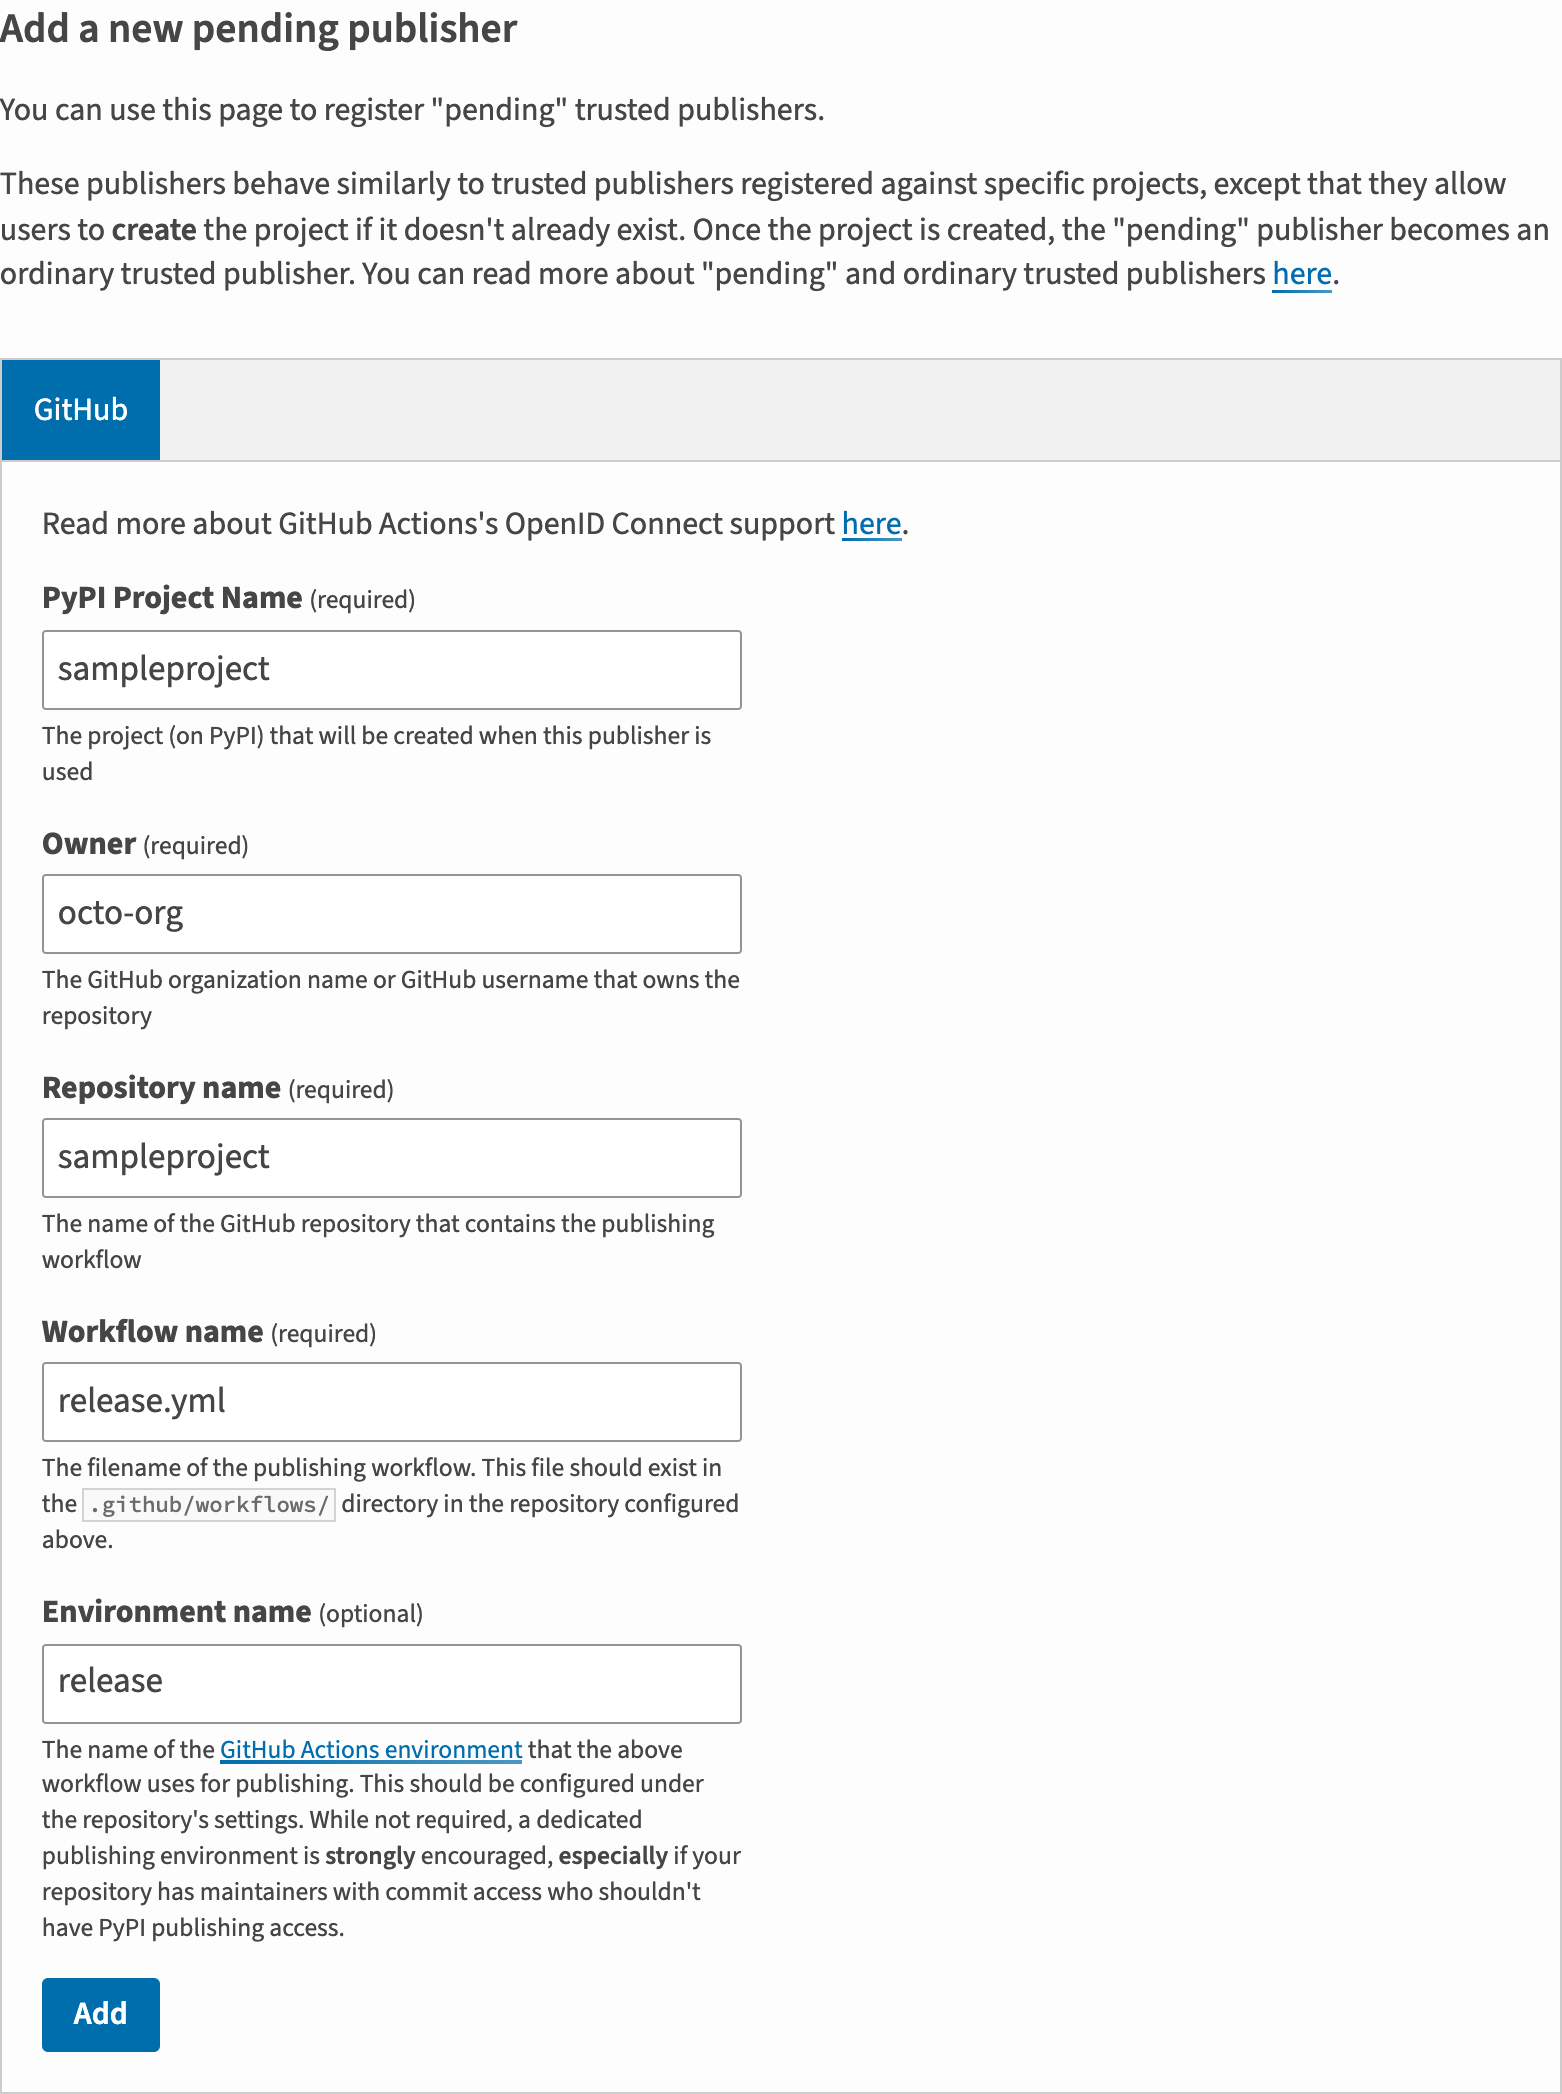 Add a new pending publisher
You can use this page to register "pending" trusted publishers.
These publishers behave similarly to trusted publishers registered against specific projects, except that they allow
users to create the project if it doesn't already exist. Once the project is created, the "pending" publisher becomes an
ordinary trusted publisher. You can read more about "pending" and ordinary trusted publishers here.
GitHub
Read more about GitHub Actions's OpenID Connect support here.
PyPI Project Name (required)
sampleproject
The project (on PyPI) that will be created when this publisher is
used
Owner (required)
octo-org
The GitHub organization name or GitHub username that owns the
repository
Repository name (required)
sampleproject
The name of the GitHub repository that contains the publishing
workflow
Workflow name (required)
release.yml
The filename of the publishing workflow. This file should exist in
the .github/workflows/ directory in the repository configured
above.
Environment name (optional)
release
The name of the GitHub Actions environment that the above
workflow uses for publishing. This should be configured under
the repository's settings. While not required, a dedicated
publishing environment is strongly encouraged, especially if your
repository has maintainers with commit access who shouldn't
have PyPI publishing access.
Add